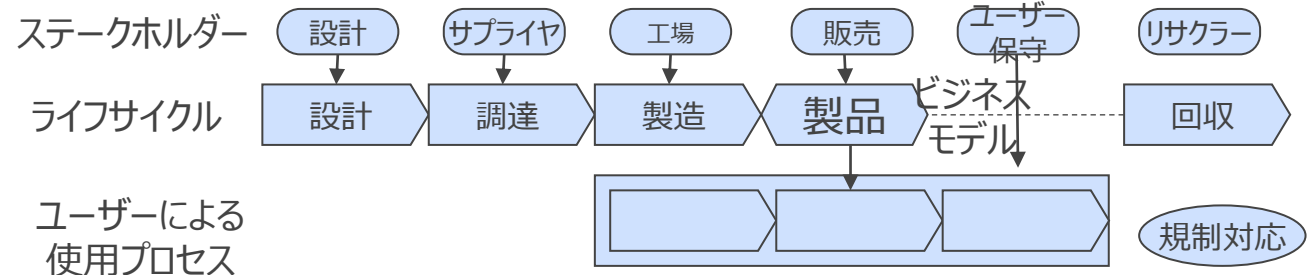 ステークホルダー
設計
サプライヤ
工場
販売
ユーザー
保守
リサクラー
ライフサイクル
設計
調達
製造
製品
ビジネス
モデル
回収
ユーザーによる
使用プロセス
規制対応